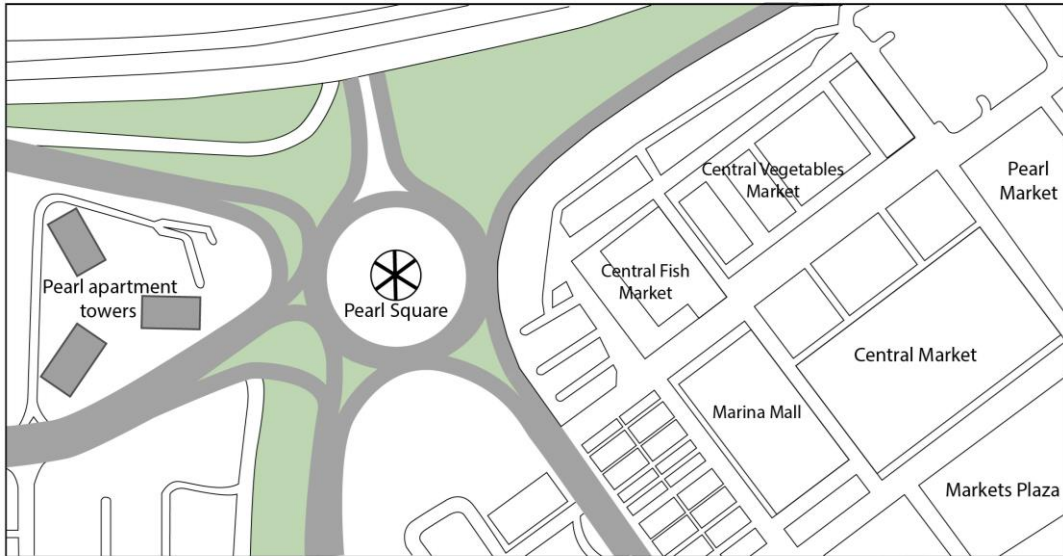 Central Vegetables
Market
Pearl
Market
Central Fish
Market
Pearl apartment
towers
Pearl Square
Central Market
Marina Mall
Markets Plaza